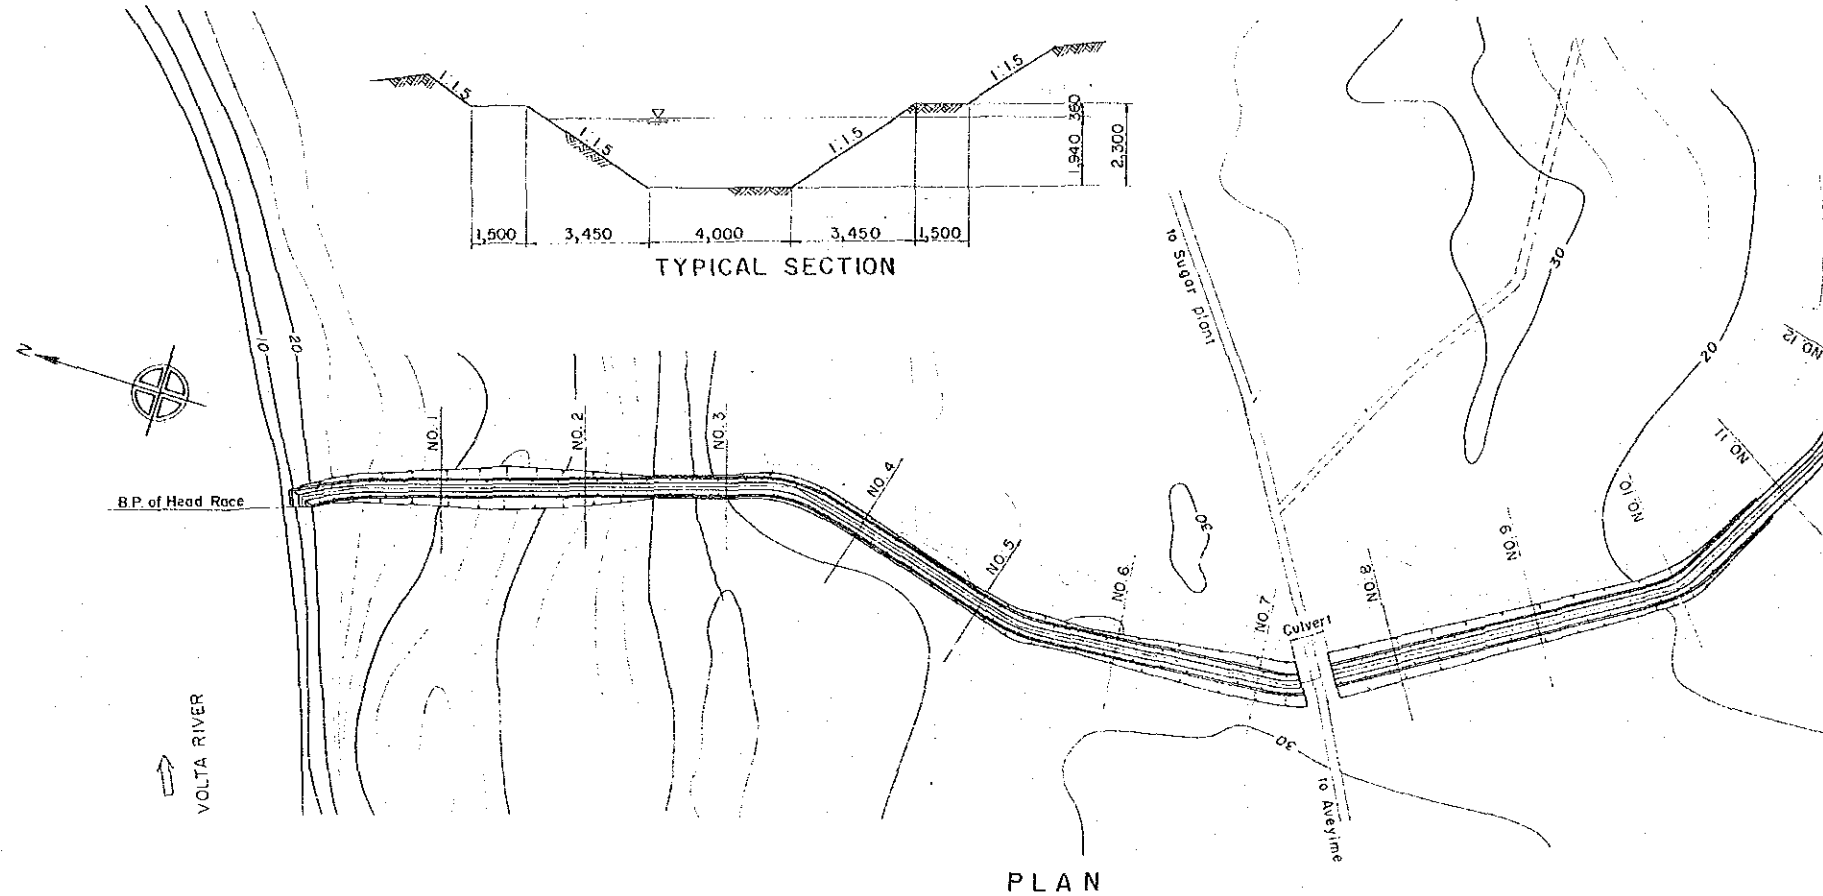 1:1.5
1:1.5
1:1.5
1:1.5
360
1,940
2,300
1,500
3,450
4,000
3,450
1,500
TYPICAL SECTION
N
10
20
to Sugar plant
30
20
NO. 12
NO. 11
NO. 1
NO. 2
NO. 3
NO. 4
B.P. of Head Race
30
NO. 5
NO. 6
NO. 7
Culvert
NO. 8
NO. 9
NO. 10
30
VOLTA RIVER
to Aveyime
PLAN